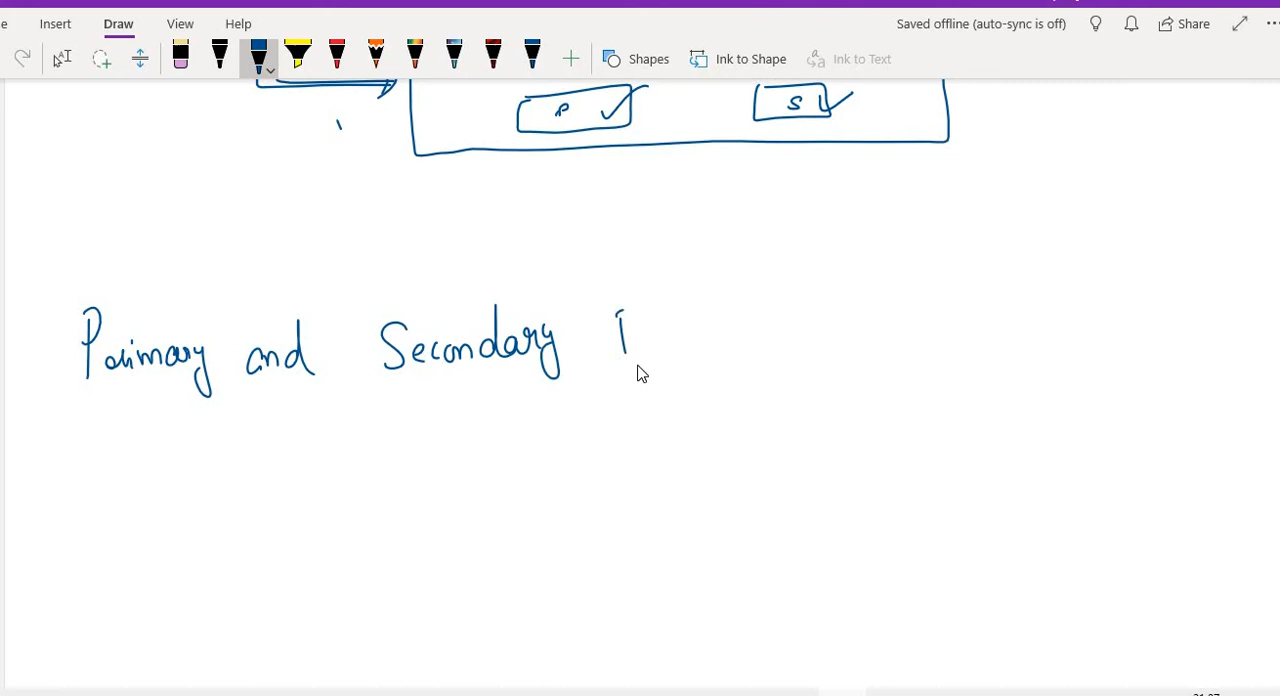 Insert Draw View Help Saved offline (auto-sync is off) Share
Shapes Ink to Shape Ink to Text
P S
Primary and Secondary